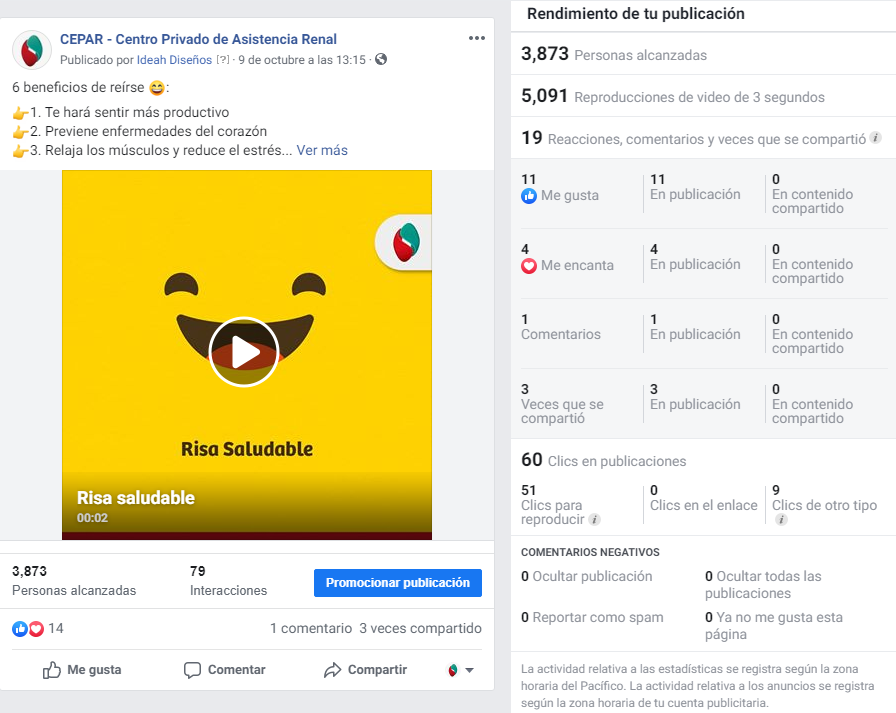 CEPAR - Centro Privado de Asistencia Renal
Publicado por Ideah Diseños [?] · 9 de octubre a las 13:15 ·
6 beneficios de reírse 😄:
👉1. Te hará sentir más productivo
👉2. Previene enfermedades del corazón
👉3. Relaja los músculos y reduce el estrés... Ver más
Risa Saludable
Risa saludable
00:02
3,873
Personas alcanzadas
79
Interacciones
Promocionar publicación
14
1 comentario 3 veces compartido
Me gusta
Comentar
Compartir
Rendimiento de tu publicación
3,873 Personas alcanzadas
5,091 Reproducciones de video de 3 segundos
19 Reacciones, comentarios y veces que se compartió
11
Me gusta
11
En publicación
0
En contenido
compartido
4
Me encanta
4
En publicación
0
En contenido
compartido
1
Comentarios
1
En publicación
0
En contenido
compartido
3
Veces que se
compartió
3
En publicación
0
En contenido
compartido
60 Clics en publicaciones
51
Clics para
reproducir
0
Clics en el enlace
9
Clics de otro tipo
COMENTARIOS NEGATIVOS
0 Ocultar publicación
0 Ocultar todas las
publicaciones
0 Reportar como spam
0 Ya no me gusta esta
página
La actividad relativa a las estadísticas se registra según la zona
horaria del Pacífico. La actividad relativa a los anuncios se registra
según la zona horaria de tu cuenta publicitaria.